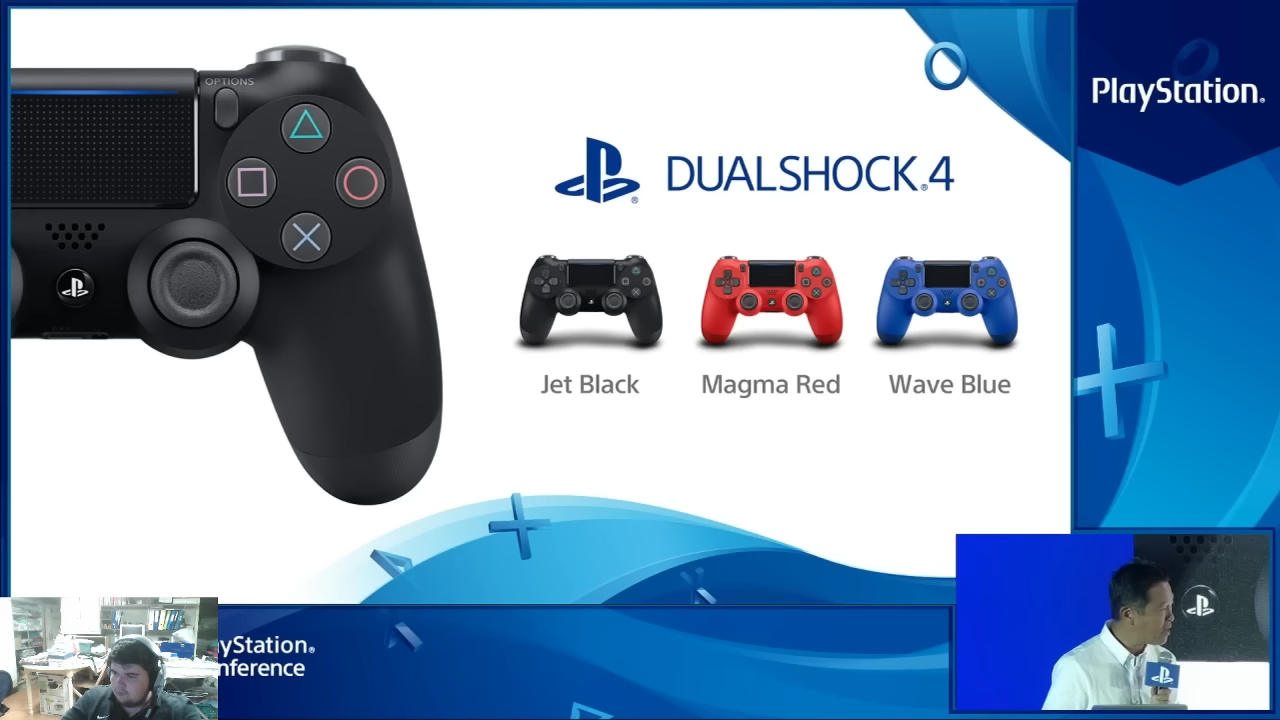 OPTIONS
PlayStation®
DUALSHOCK®4
Jet Black
Magma Red
Wave Blue
yStation®
nference